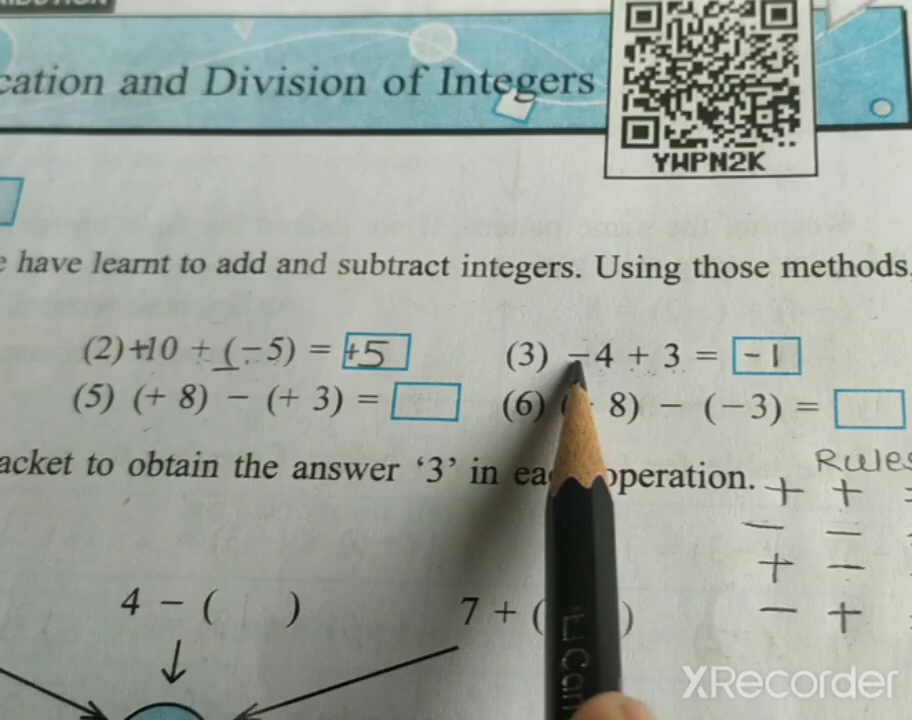 cation and Division of Integers
YWPN2K
e have learnt to add and subtract integers. Using those methods,
(2) +10 + (−5) = +5 (3) −4 + 3 = -1
(5) (+ 8) − (+ 3) = (6) ( 8) − (−3) =
acket to obtain the answer ‘3’ in operation.
Rules
+ +
− −
+ −
− +
4 − ( ) 7 + ( )
XRecorder